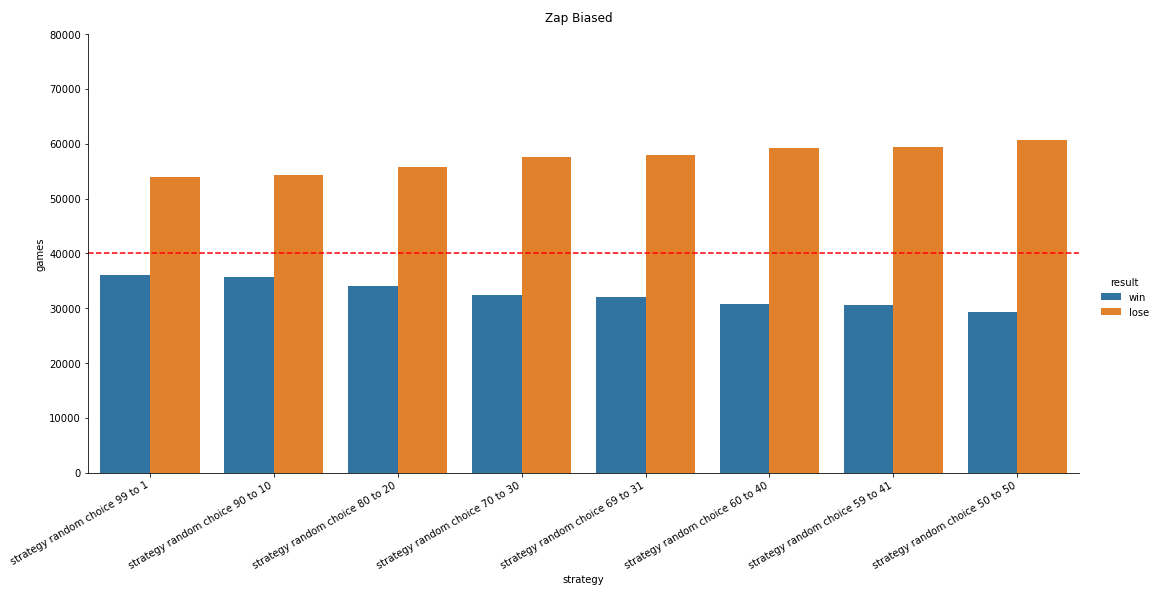 Zap Biased
80000
70000
60000
50000
40000
30000
20000
10000
0
games
strategy random choice 99 to 1
strategy random choice 90 to 10
strategy random choice 80 to 20
strategy random choice 70 to 30
strategy random choice 69 to 31
strategy random choice 60 to 40
strategy random choice 59 to 41
strategy random choice 50 to 50
strategy
result
win
lose